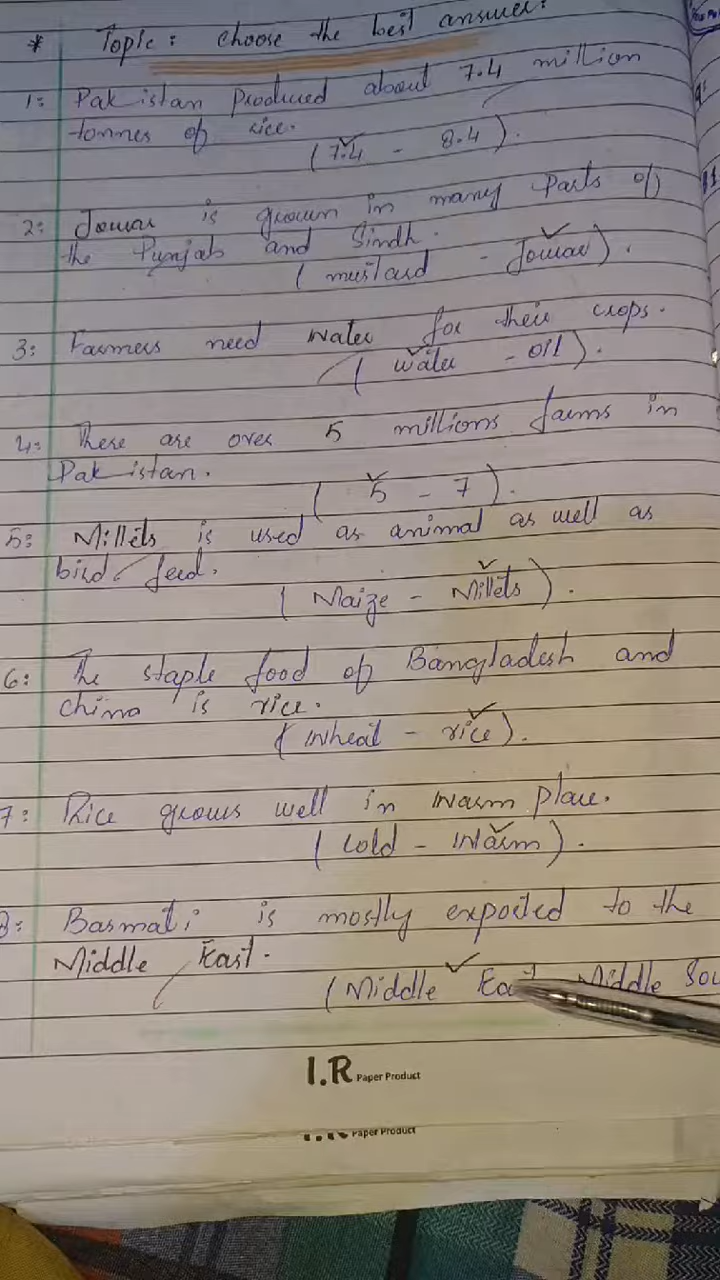 * Topic: choose the best answer.
1: Pakistan produced about 7.4 million
tonnes of rice.
(7.4 - 8.4).
2: Jowar is grown in many parts of
the Punjab and Sindh.
(mustard - Jowar).
3: Farmers need water for their crops.
(water - oil).
4: There are over 5 millions farms in
Pakistan.
(5 - 7).
5: Millets is used as animal as well as
bird feed.
(Maize - Millets).
6: The staple food of Bangladesh and
china is rice.
(wheat - rice).
7: Rice grows well in warm place.
(cold - warm).
8: Basmati is mostly exported to the
Middle East.
(Middle East Middle Sou
I.R Paper Product
Paper Product